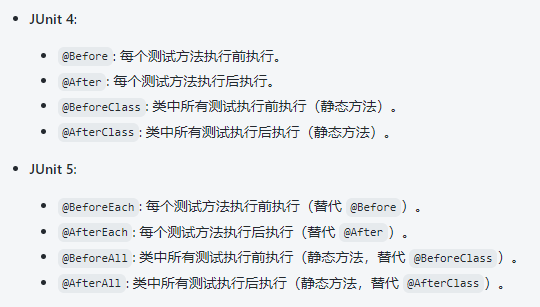 JUnit 4:
@Before: 每个测试方法执行前执行。
@After: 每个测试方法执行后执行。
@BeforeClass: 类中所有测试执行前执行（静态方法）。
@AfterClass: 类中所有测试执行后执行（静态方法）。
JUnit 5:
@BeforeEach: 每个测试方法执行前执行（替代 @Before）。
@AfterEach: 每个测试方法执行后执行（替代 @After）。
@BeforeAll: 类中所有测试执行前执行（静态方法，替代 @BeforeClass）。
@AfterAll: 类中所有测试执行后执行（静态方法，替代 @AfterClass）。